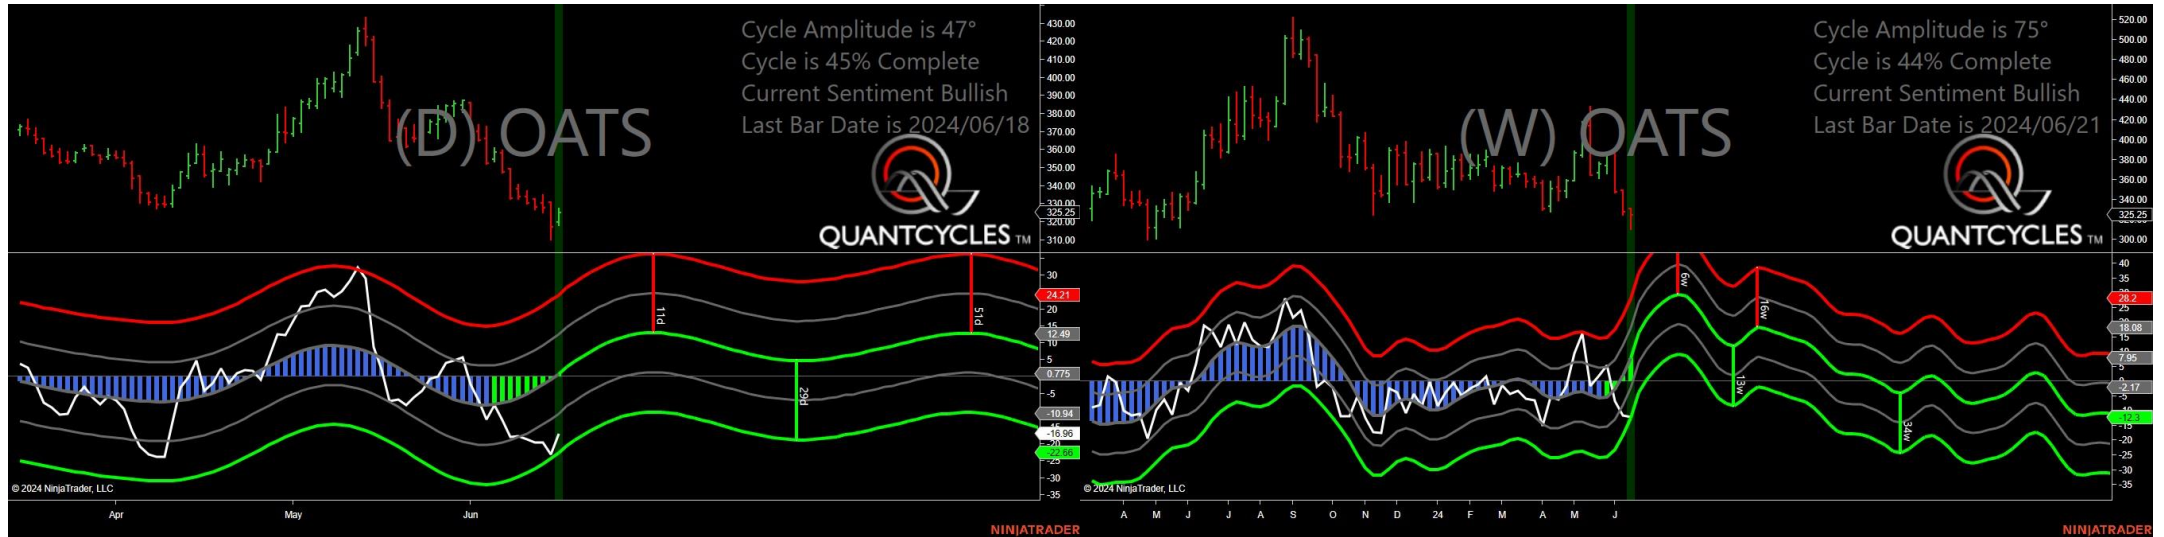 Cycle Amplitude is 47°
Cycle is 45% Complete
Current Sentiment Bullish
Last Bar Date is 2024/06/18
(D) OATS
QUANTCYCLES TM
430.00
420.00
410.00
400.00
390.00
380.00
370.00
360.00
350.00
340.00
330.00
325.25
320.00
310.00
30
24.21
20
15
12.49
10
5
0.775
-5
-10.94
-16.96
-22.66
-25
-30
-35
11d
29d
51d
© 2024 NinjaTrader, LLC
Apr May Jun
NINJATRADER
Cycle Amplitude is 75°
Cycle is 44% Complete
Current Sentiment Bullish
Last Bar Date is 2024/06/21
(W) OATS
QUANTCYCLES TM
520.00
500.00
480.00
460.00
440.00
420.00
400.00
380.00
360.00
340.00
325.25
300.00
40
35
28.2
20
18.08
10
7.95
5
-2.17
-5
-12.3
-15
-20
-25
-30
-35
6w
16w
13w
34w
© 2024 NinjaTrader, LLC
A M J J A S O N D 24 F M A M J
NINJATRADER